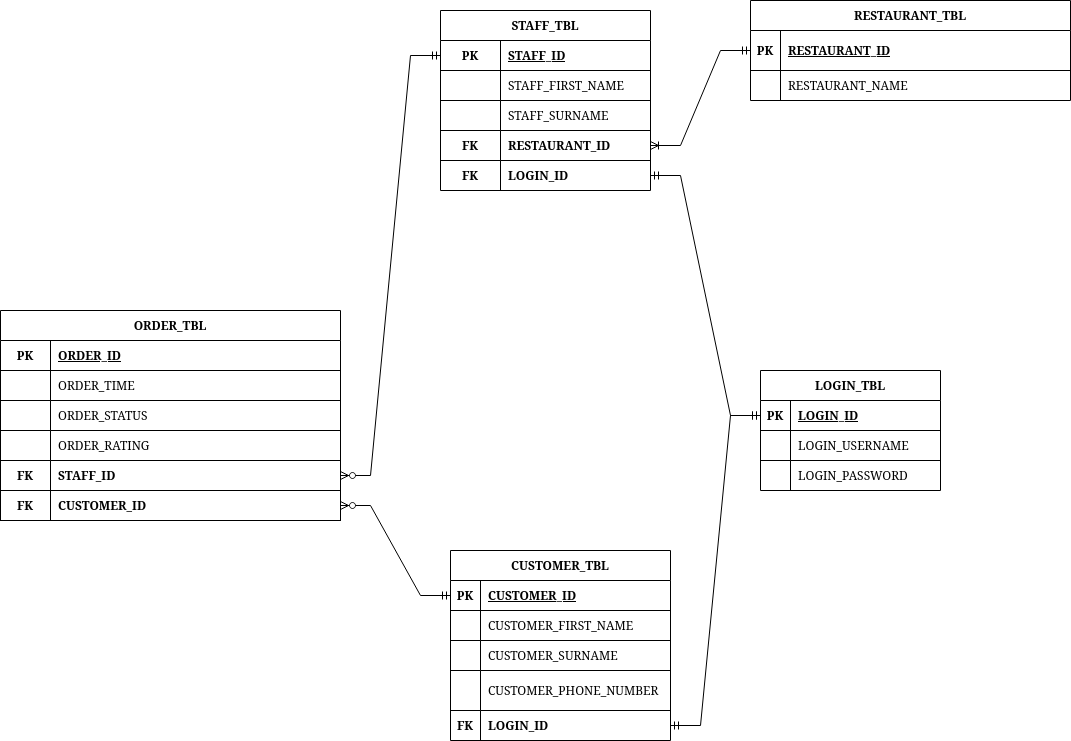 STAFF_TBL
PK STAFF_ID
STAFF_FIRST_NAME
STAFF_SURNAME
FK RESTAURANT_ID
FK LOGIN_ID
RESTAURANT_TBL
PK RESTAURANT_ID
RESTAURANT_NAME
ORDER_TBL
PK ORDER_ID
ORDER_TIME
ORDER_STATUS
ORDER_RATING
FK STAFF_ID
FK CUSTOMER_ID
LOGIN_TBL
PK LOGIN_ID
LOGIN_USERNAME
LOGIN_PASSWORD
CUSTOMER_TBL
PK CUSTOMER_ID
CUSTOMER_FIRST_NAME
CUSTOMER_SURNAME
CUSTOMER_PHONE_NUMBER
FK LOGIN_ID